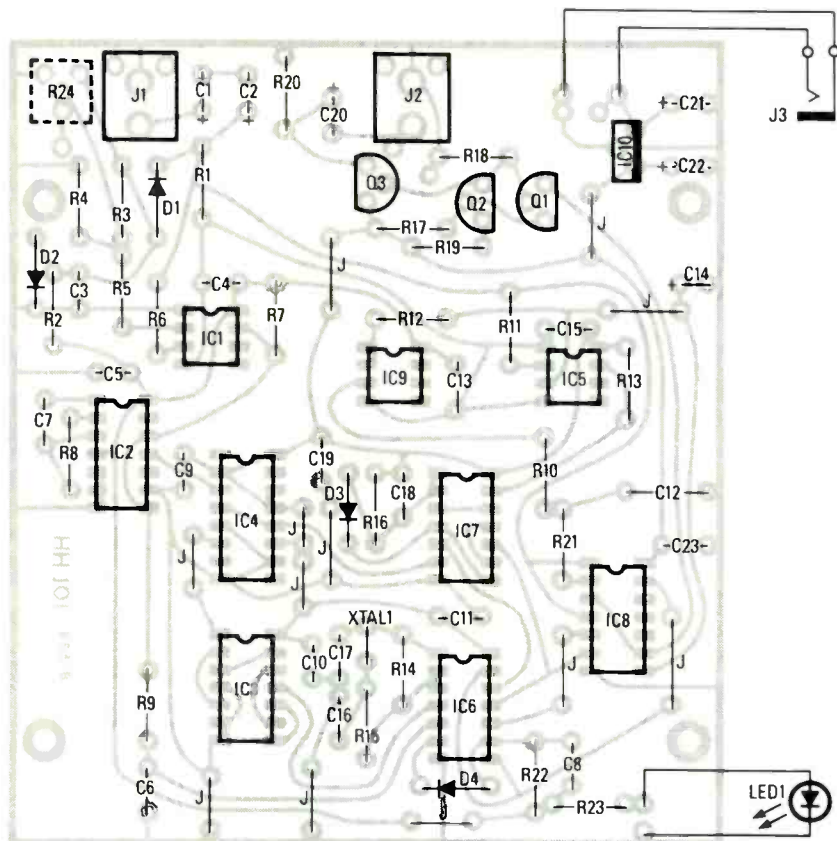 R24
J1
C1
C2
R20
C20
J2
C21
IC10
J3
C22
R4
R3
D1
R1
Q3
R18
Q2
Q1
R17
R19
J
D2
R2
C3
R5
R6
C4
IC1
R7
J
R12
R11
C15
J
C14
C5
IC9
C13
IC5
R13
C7
R8
IC2
C9
IC4
C19
D3
R16
C18
IC7
R10
C12
R21
C23
J
J
J
J
IC8
XTAL1
C11
C10
C17
C16
R14
R15
IC6
J
J
R9
C6
J
J
D4
R22
C8
R23
LED1